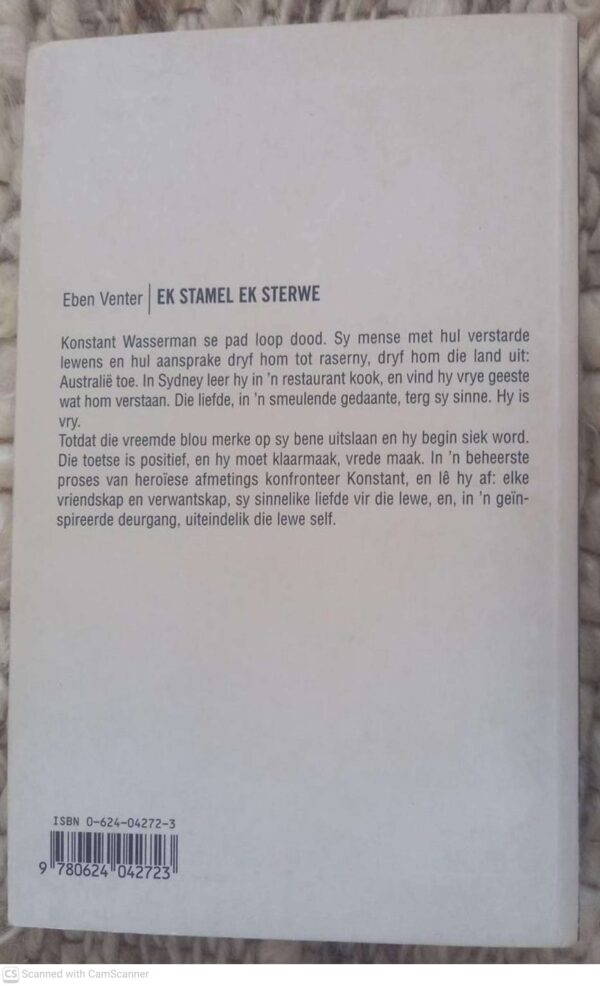 Eben Venter | EK STAMEL EK STERWE
Konstant Wasserman se pad loop dood. Sy mense met hul verstarde
lewens en hul aansprake dryf hom tot raserny, dryf hom die land uit:
Australië toe. In Sydney leer hy in 'n restaurant kook, en vind hy vrye geeste
wat hom verstaan. Die liefde, in 'n smeulende gedaante, terg sy sinne. Hy is
vry.
Totdat die vreemde blou merke op sy bene uitslaan en hy begin siek word.
Die toetse is positief, en hy moet klaarmaak, vrede maak. In 'n beheerste
proses van heroïese afmetings konfronteer Konstant, en lê hy af: elke
vriendskap en verwantskap, sy sinnelike liefde vir die lewe, en, in 'n geïn-
spireerde deurgang, uiteindelik die lewe self.
ISBN 0-624-04272-3
9 780624 042723
CS Scanned with CamScanner